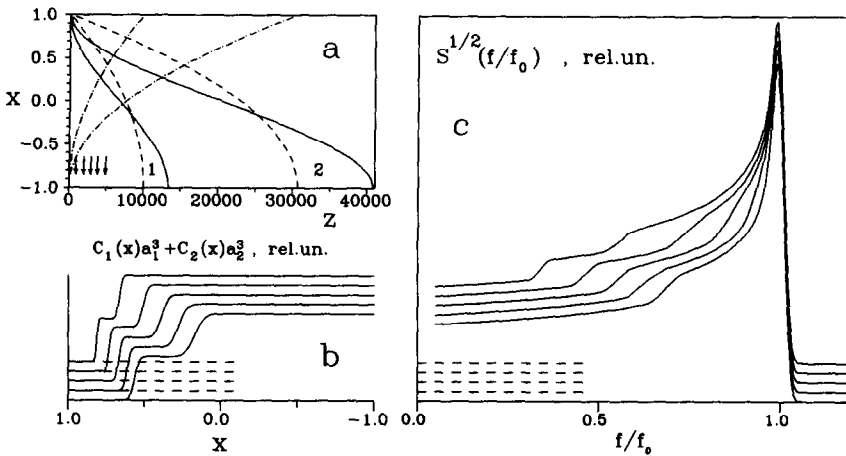 1.0
0.5
0.0
-0.5
-1.0
X
a
1
2
0
10000
20000
30000
40000
Z
C₁(x)a₁³+C₂(x)a₂³, rel.un.
b
1.0
0.5
0.0
-1.0
X
S^1/2(f/f₀) , rel.un.
c
0.0
0.5
1.0
f/f₀